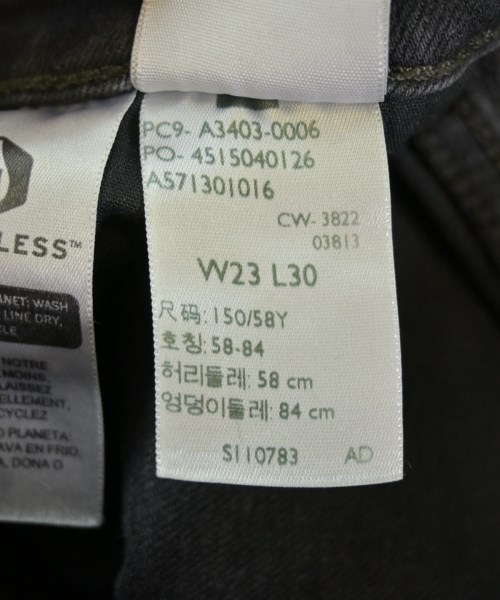 LESS™
NET: WASH
LINE DRY,
NOTRE
MOINS,
LAISSEZ
ELLEMENT,
CYCLEZ
PLANETA:
AVA EN FRIO,
A, DONA O
PC9- A3403-0006
PO- 4515040126
A571301016
CW- 3822
03813
W23 L30
尺码: 150/58Y
호칭: 58-84
허리둘레: 58 cm
엉덩이둘레: 84 cm
S110783 AD